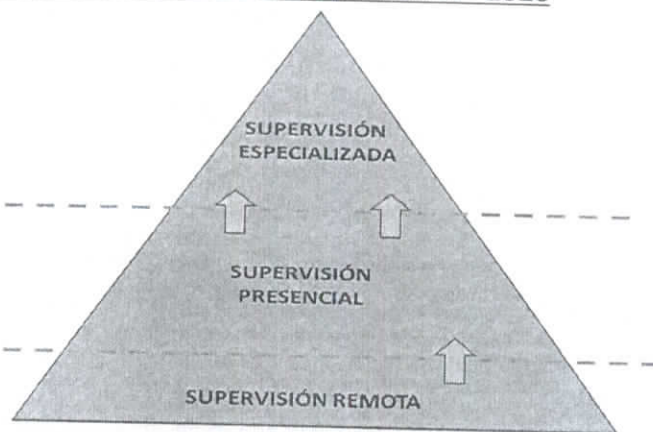 SUPERVISIÓN
ESPECIALIZADA
SUPERVISIÓN
PRESENCIAL
SUPERVISIÓN REMOTA